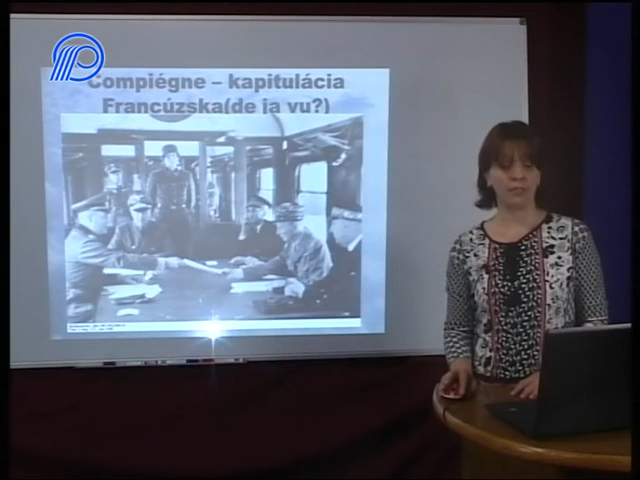 Compiégne – kapitulácia
Francúzska(de ja vu?)